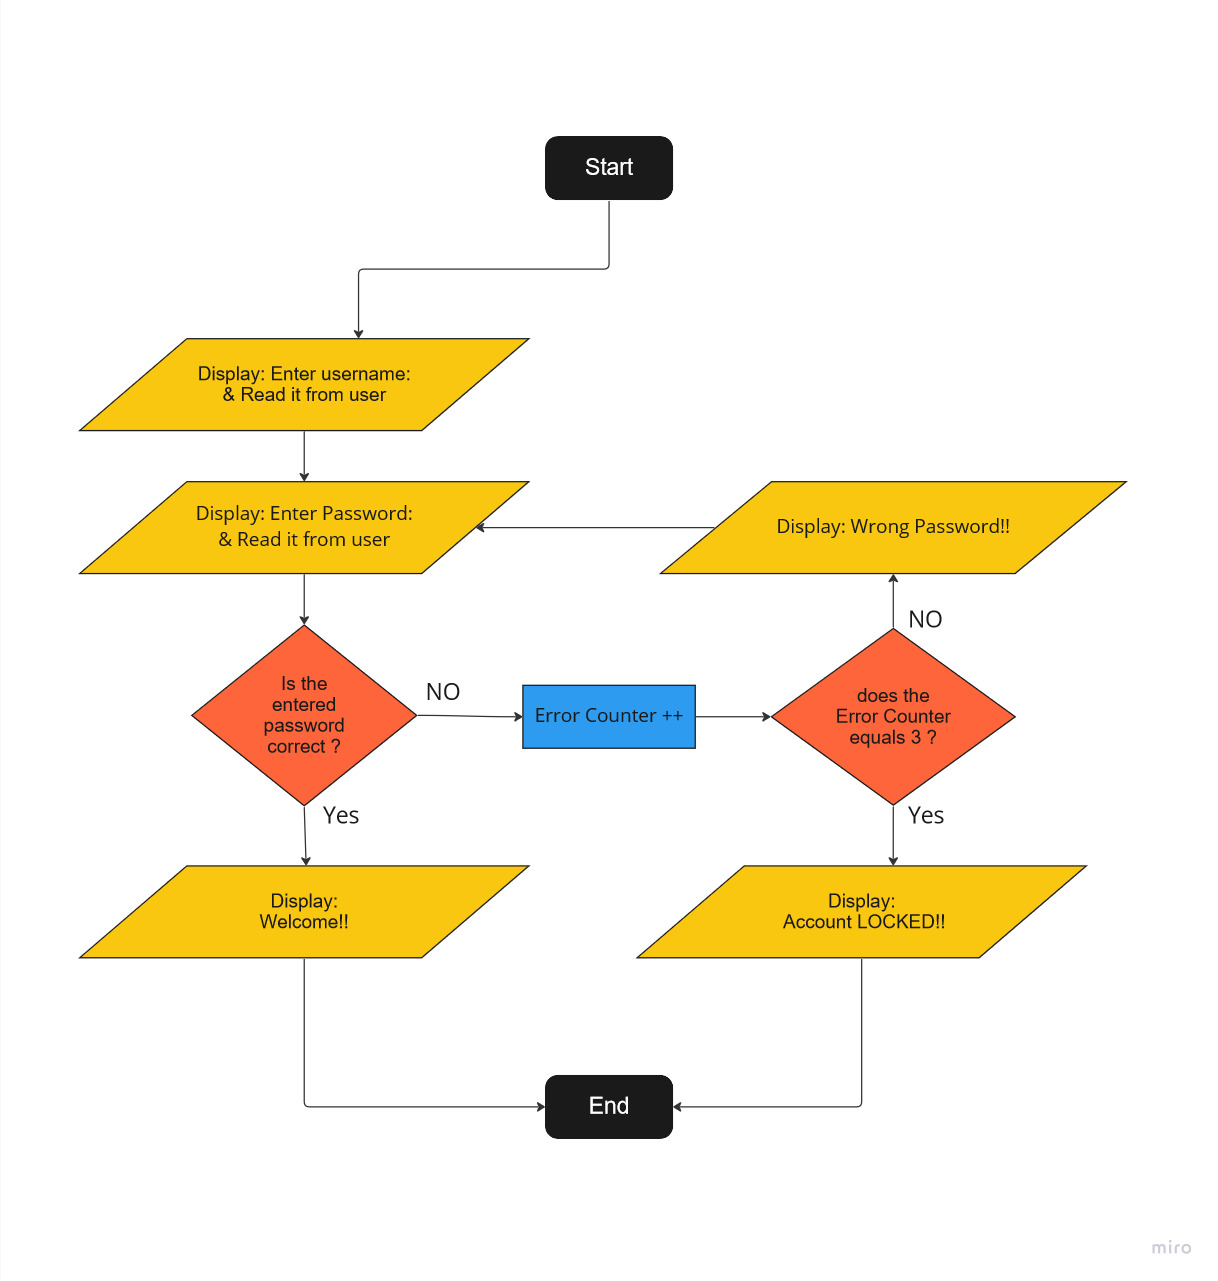 Start
Display: Enter username:
& Read it from user
Display: Enter Password:
& Read it from user
Display: Wrong Password!!
NO
Is the
entered
password
correct ?
NO
Error Counter ++
does the
Error Counter
equals 3 ?
Yes
Yes
Display:
Welcome!!
Display:
Account LOCKED!!
End
miro